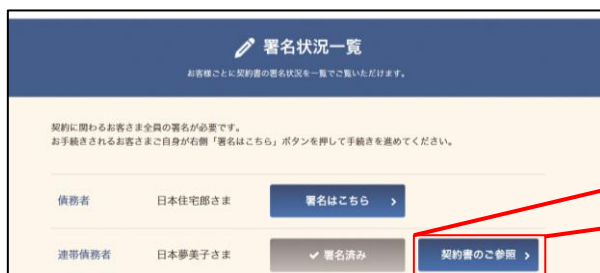 署名状況一覧
お客様ごとに契約書の署名状況を一覧でご覧いただけます。
契約に関わるお客さま全員の署名が必要です。
お手続きされるお客さまご自身が右側「署名はこちら」ボタンを押して手続きを進めてください。
債務者 日本住宅郎さま 署名はこちら >
連帯債務者 日本夢美子さま ✓ 署名済み 契約書のご参照 >